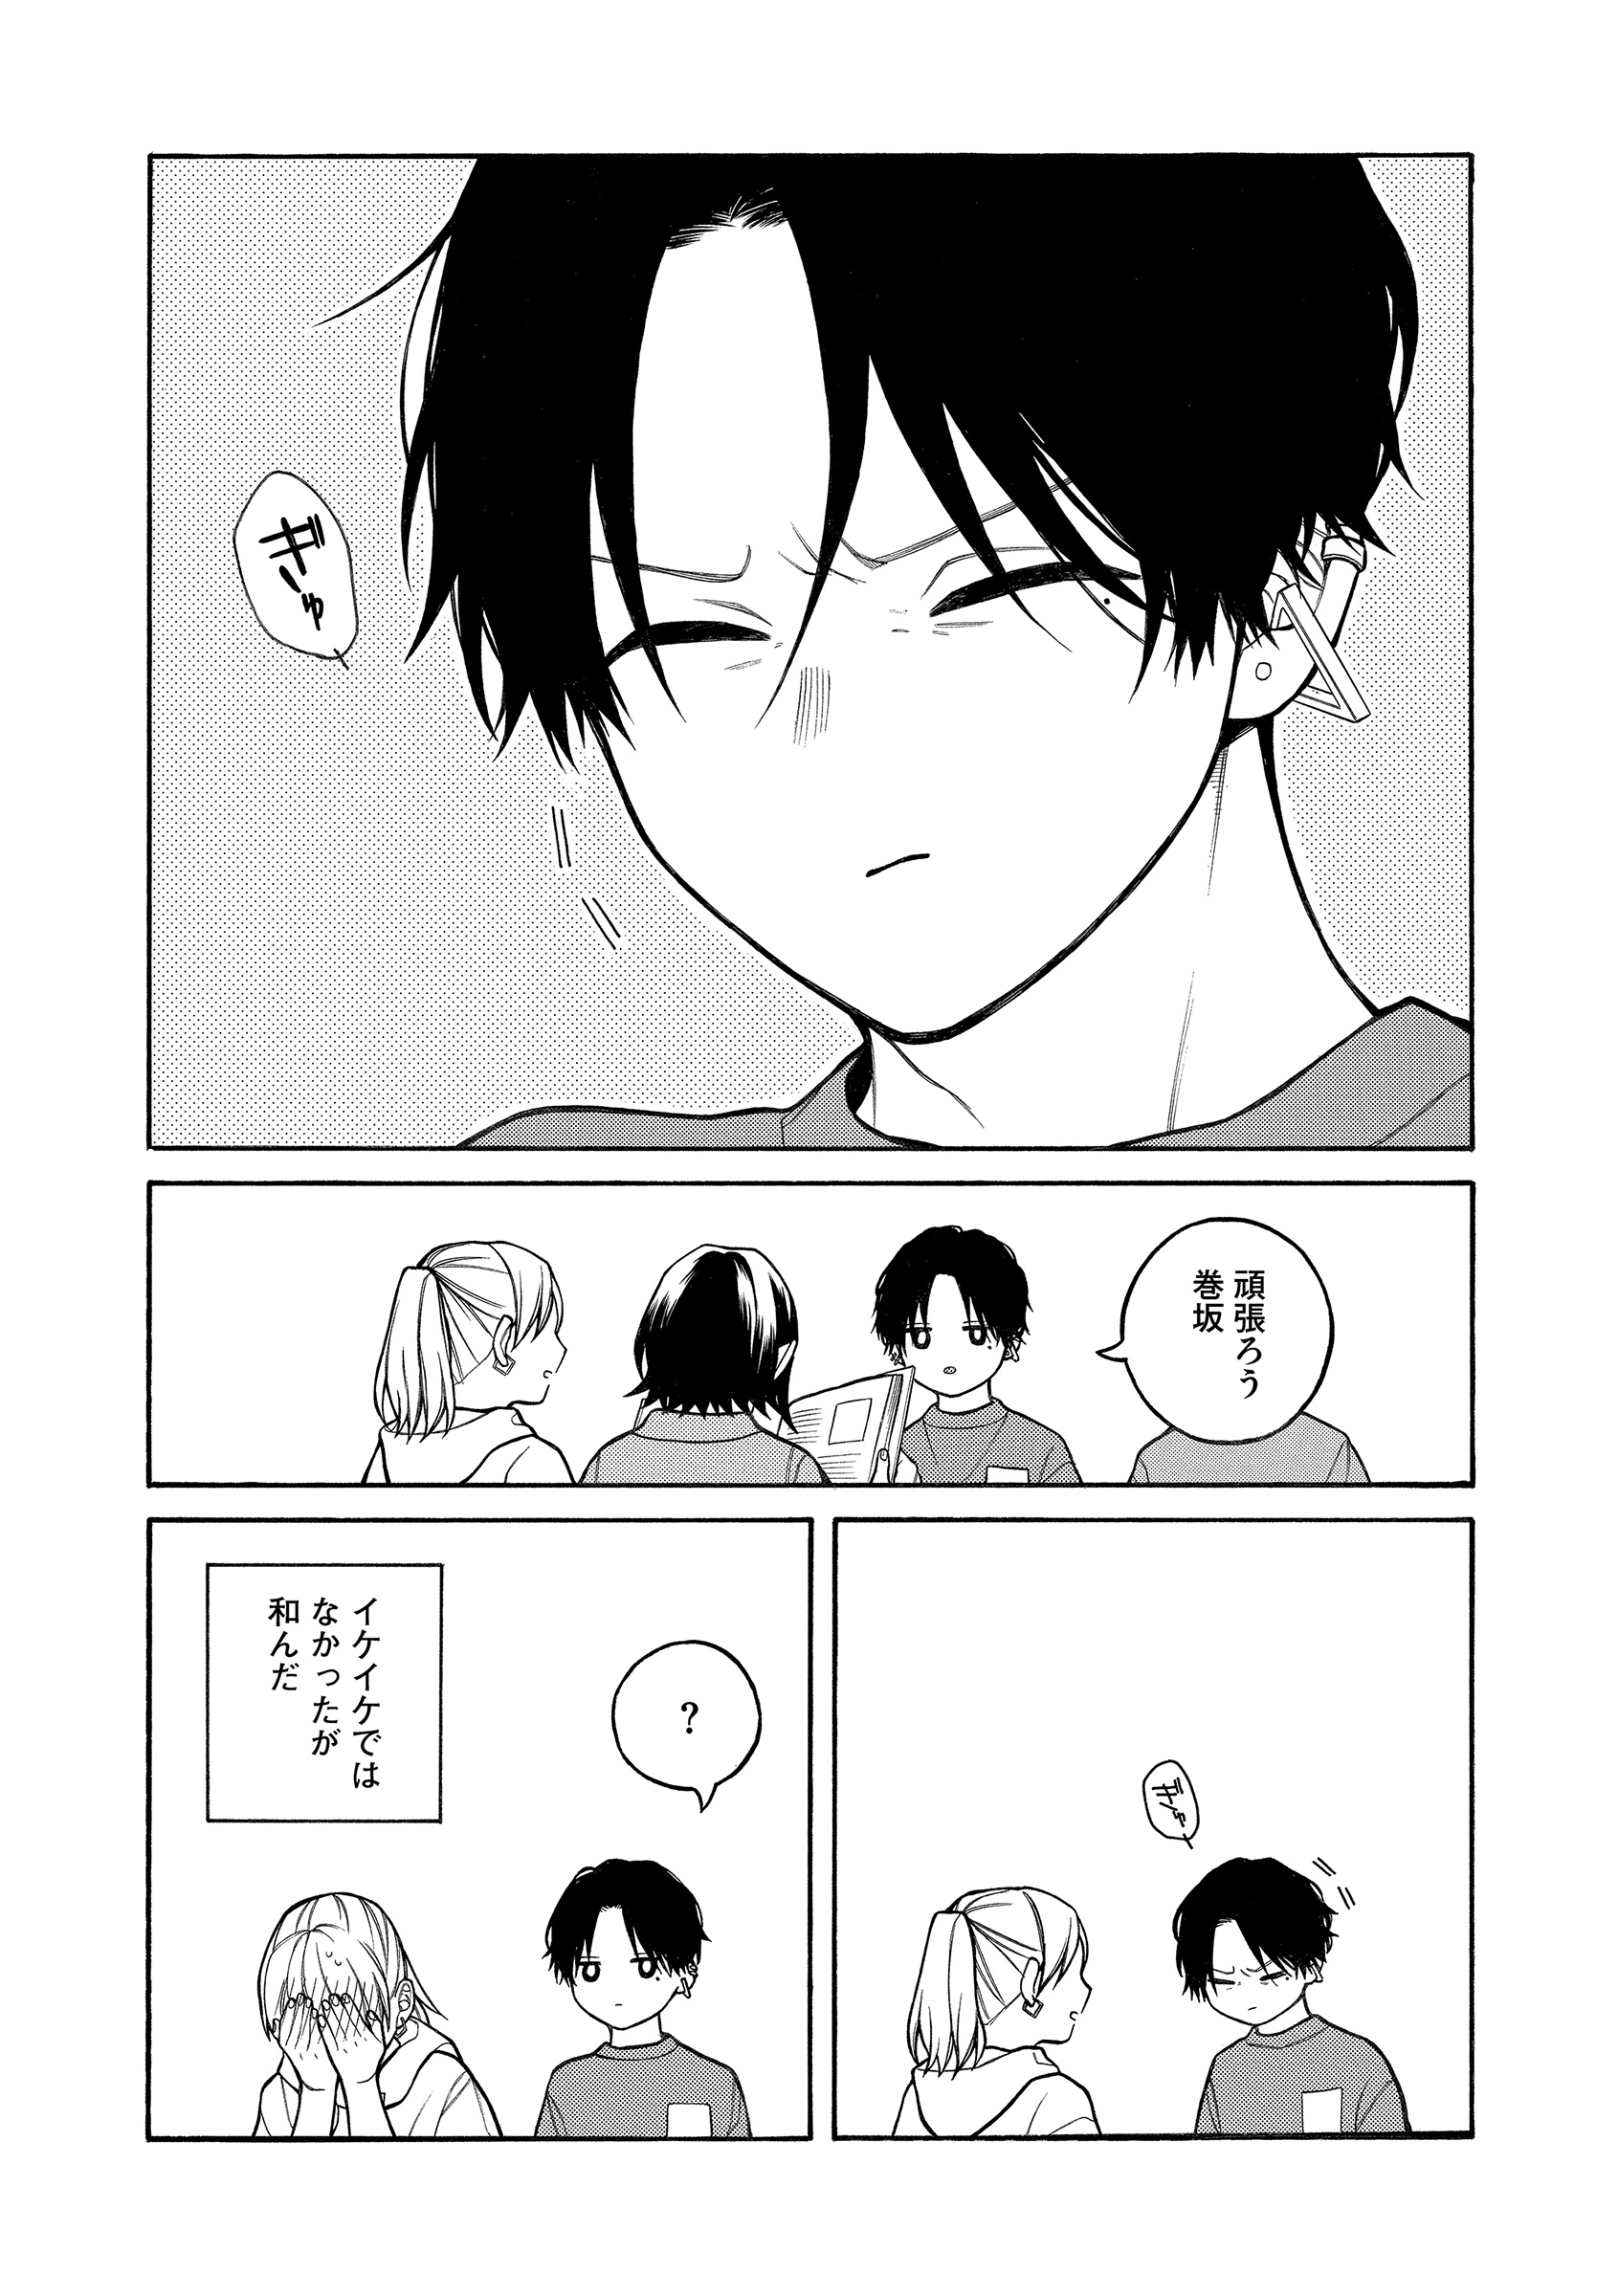 ぎゅ
頑張ろう
巻坂
ぎゅ
?
イケイケでは
なかったが
和んだ